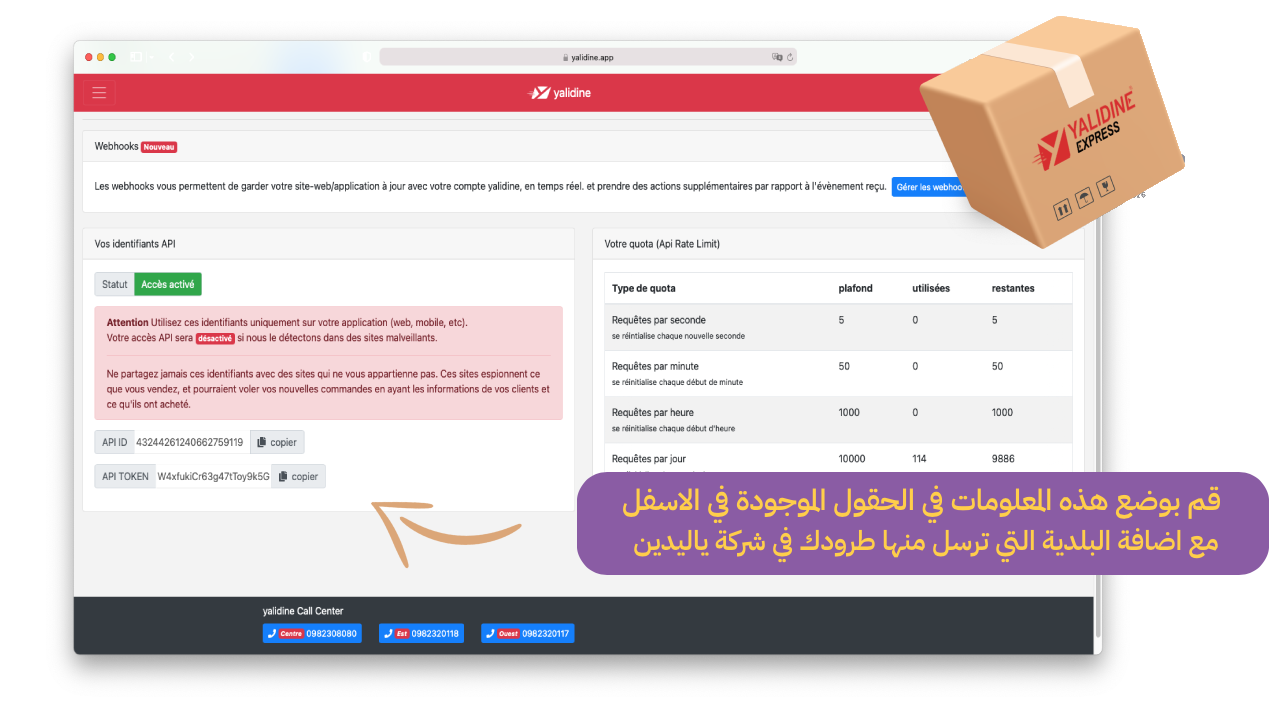 yalidine.app
yalidine
YALIDINE
EXPRESS
Webhooks Nouveau
Les webhooks vous permettent de garder votre site-web/application à jour avec votre compte yalidine, en temps réel. et prendre des actions supplémentaires par rapport à l'évènement reçu. Gérer les
Vos identifiants API
Statut Accès activé
Attention Utilisez ces identifiants uniquement sur votre application (web, mobile, etc).
Votre accès API sera désactivé si nous le détectons dans des sites malveillants.
Ne partagez jamais ces identifiants avec des sites qui ne vous appartienne pas. Ces sites espionnent ce
que vous vendez, et pourraient voler vos nouvelles commandes en ayant les informations de vos clients et
ce qu'ils ont acheté.
API ID 43244261240662759119 copier
API TOKEN W4xfukiCr63g47tToy9k5G copier
Votre quota (Api Rate Limit)
Type de quota plafond utilisées restantes
Requêtes par seconde 5 0 5
se réintialise chaque nouvelle seconde
Requêtes par minute 50 0 50
se réinitialise chaque début de minute
Requêtes par heure 1000 0 1000
se réinitialise chaque début d'heure
Requêtes par jour 10000 114 9886
قم بوضع هذه المعلومات في الحقول الموجودة في الاسفل
مع اضافة البلدية التي ترسل منها طرودك في شركة ياليدين
yalidine Call Center
Centre 0982308080 Est 0982320118 Ouest 0982320117